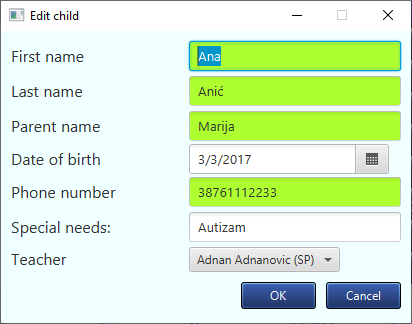 Edit child
First name Ana
Last name Anić
Parent name Marija
Date of birth 3/3/2017
Phone number 38761112233
Special needs: Autizam
Teacher Adnan Adnanovic (SP)
OK Cancel